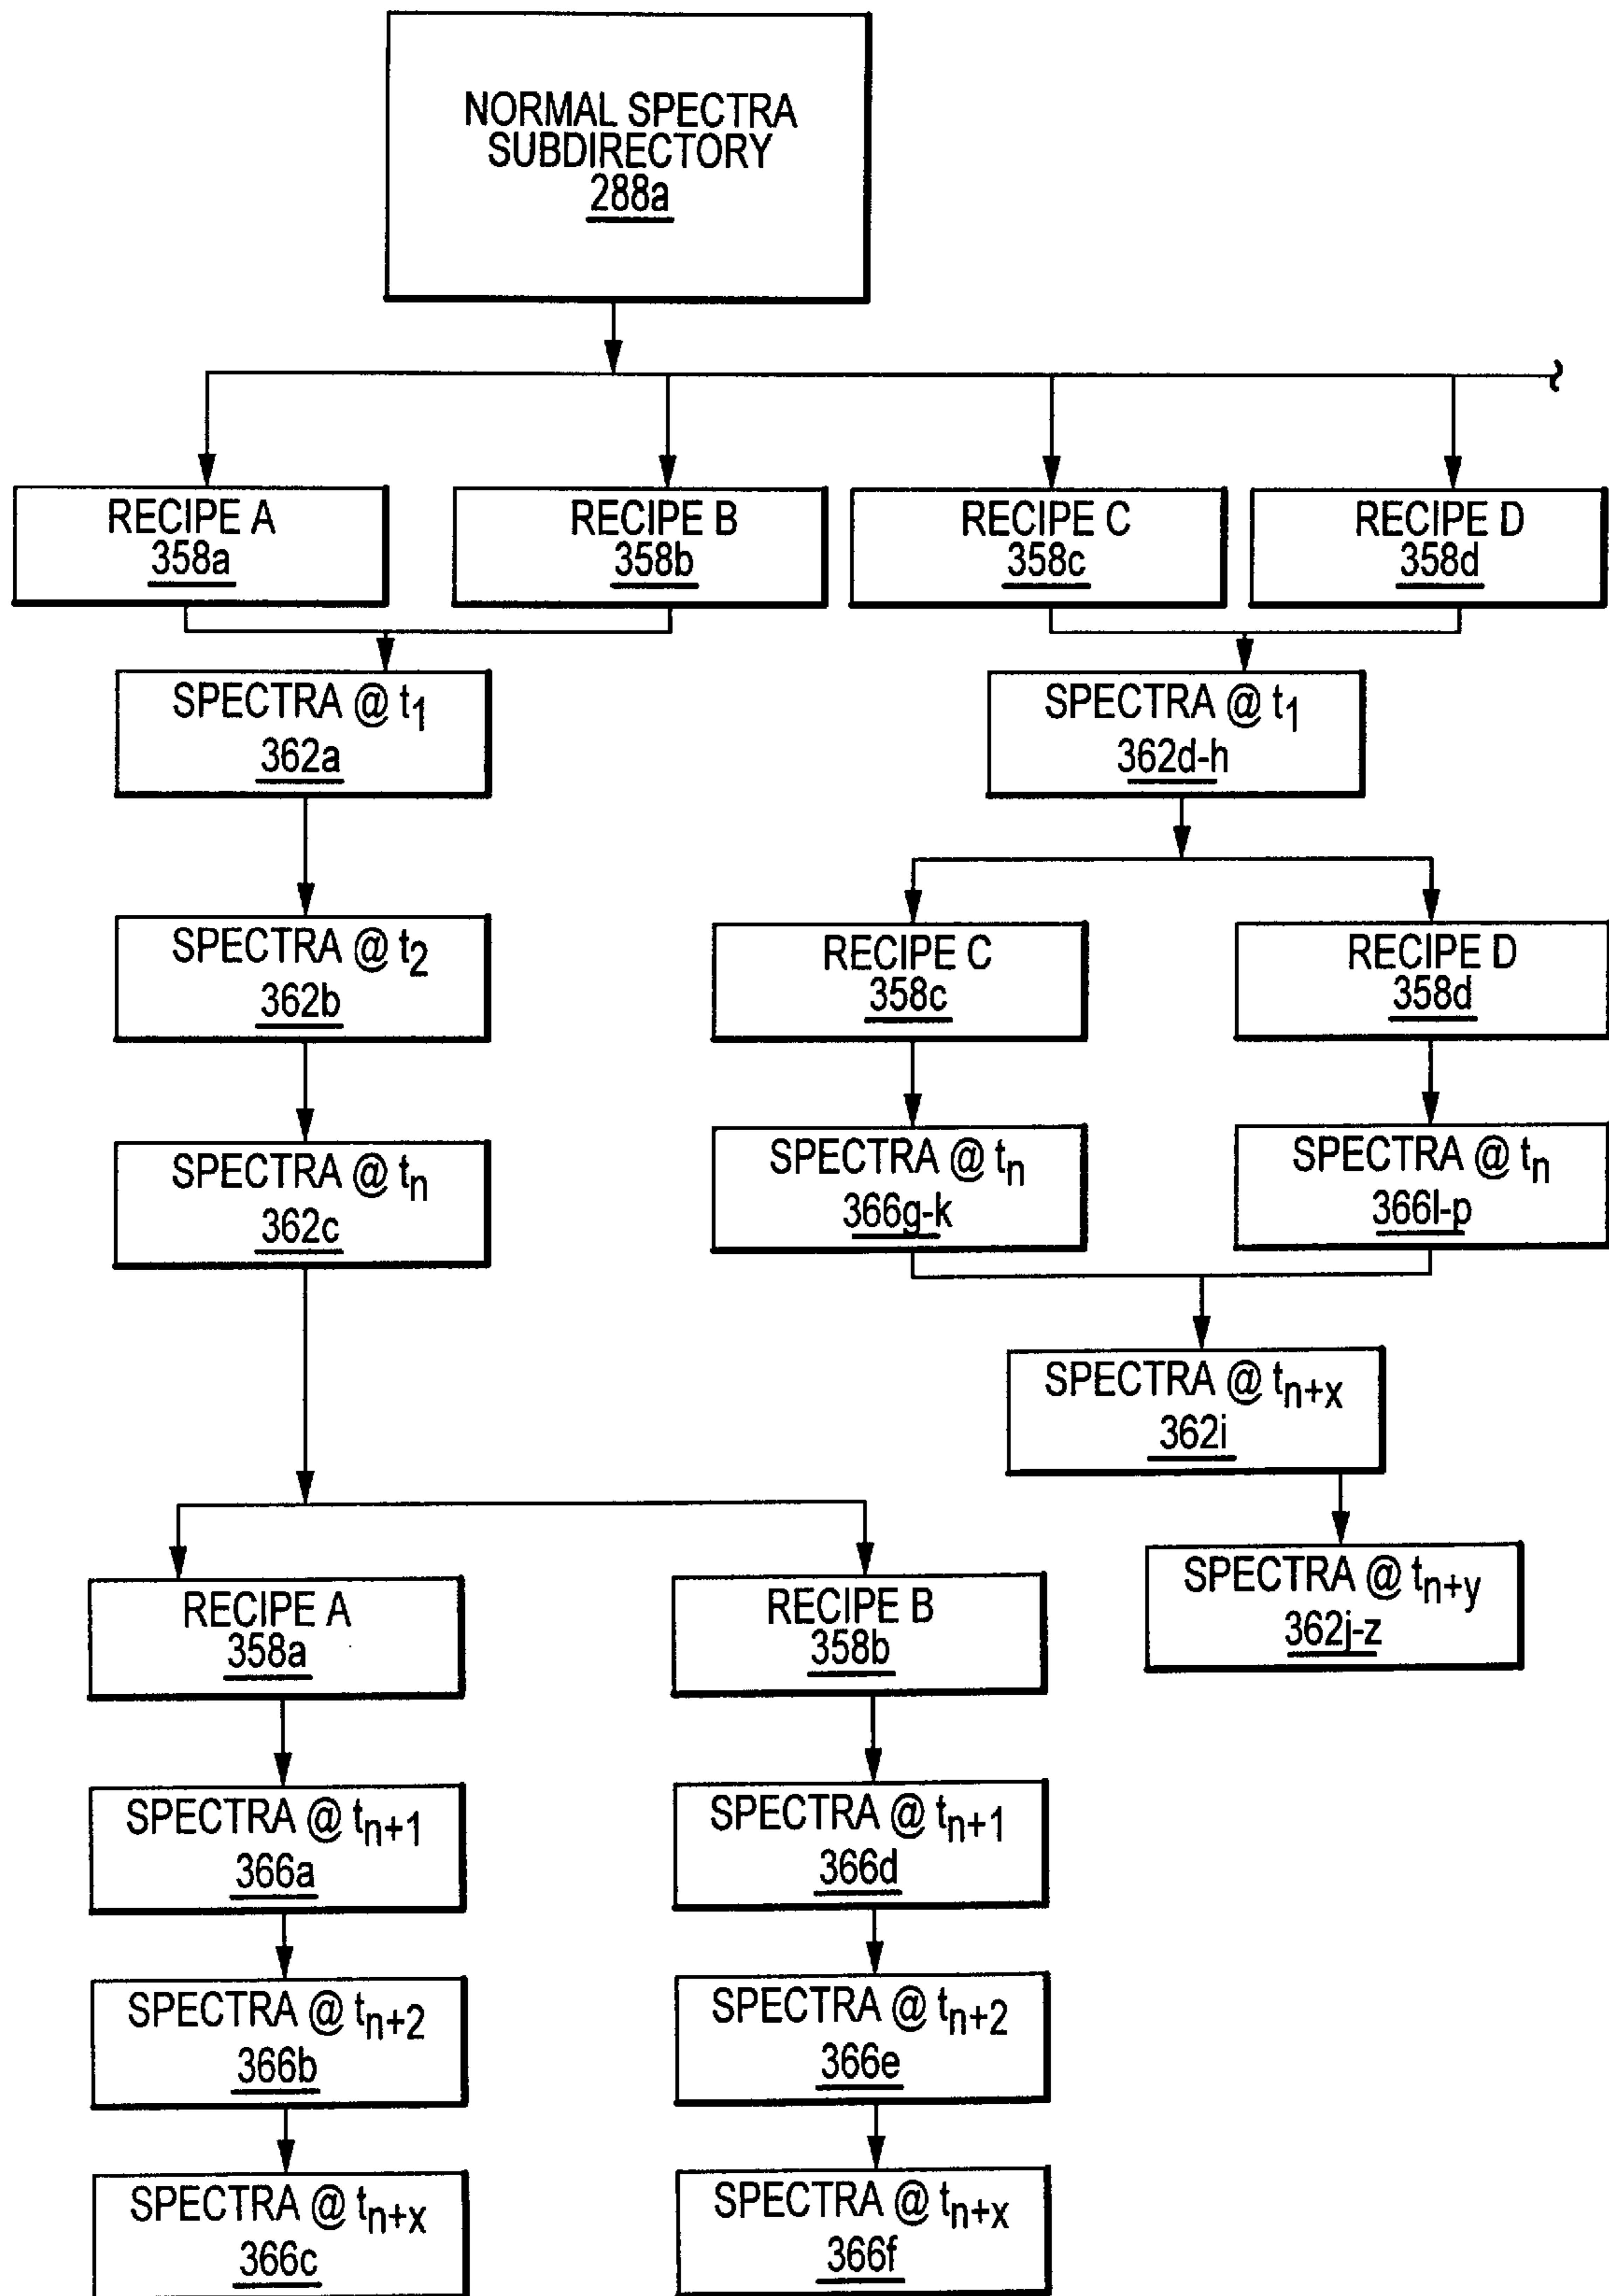 NORMAL SPECTRA
SUBDIRECTORY
288a
RECIPE A
358a
RECIPE B
358b
RECIPE C
358c
RECIPE D
358d
SPECTRA @ t1
362a
SPECTRA @ t1
362d-h
SPECTRA @ t2
362b
RECIPE C
358c
RECIPE D
358d
SPECTRA @ tn
362c
SPECTRA @ tn
366g-k
SPECTRA @ tn
366l-p
SPECTRA @ tn+x
362i
SPECTRA @ tn+y
362j-z
RECIPE A
358a
RECIPE B
358b
SPECTRA @ tn+1
366a
SPECTRA @ tn+1
366d
SPECTRA @ tn+2
366b
SPECTRA @ tn+2
366e
SPECTRA @ tn+x
366c
SPECTRA @ tn+x
366f